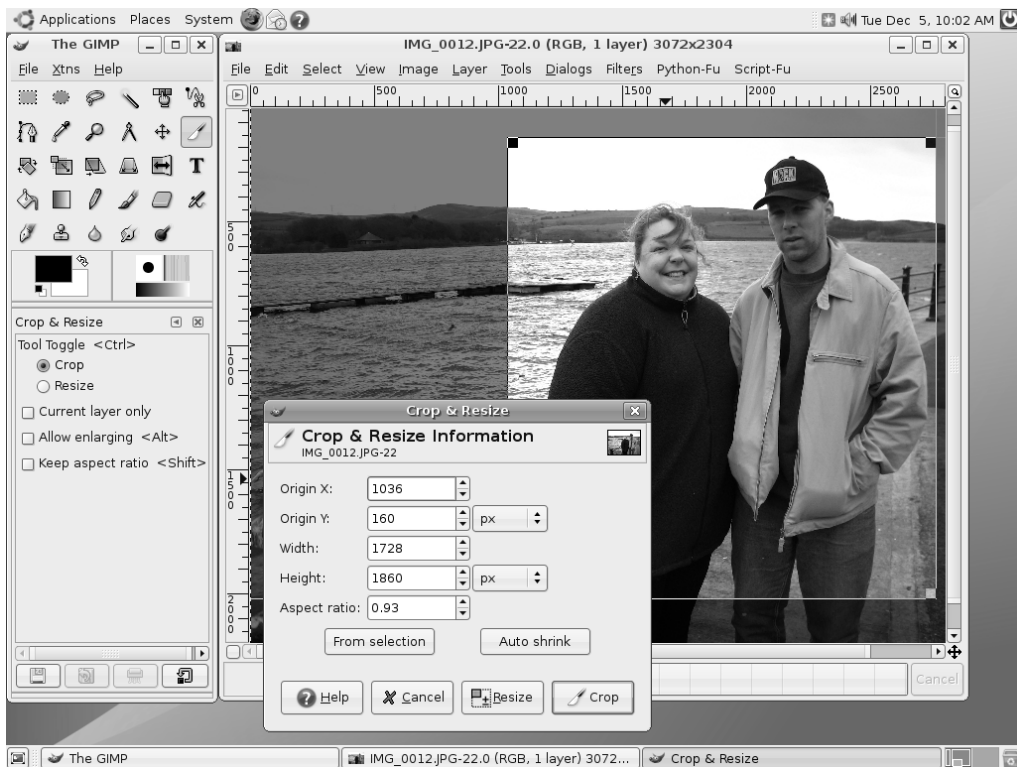 Applications Places System
Tue Dec 5, 10:02 AM
The GIMP
File Xtns Help
T
Crop & Resize
Tool Toggle <Ctrl>
Crop
Resize
Current layer only
Allow enlarging <Alt>
Keep aspect ratio <Shift>
IMG_0012.JPG-22.0 (RGB, 1 layer) 3072x2304
File Edit Select View Image Layer Tools Dialogs Filters Python-Fu Script-Fu
0 500 1000 1500 2000 2500
500
1000
1500
2000
Crop & Resize
Crop & Resize Information
IMG_0012.JPG-22
Origin X: 1036
Origin Y: 160 px
Width: 1728
Height: 1860 px
Aspect ratio: 0.93
From selection Auto shrink
Help Cancel Resize Crop
Cancel
The GIMP
IMG_0012.JPG-22.0 (RGB, 1 layer) 3072...
Crop & Resize